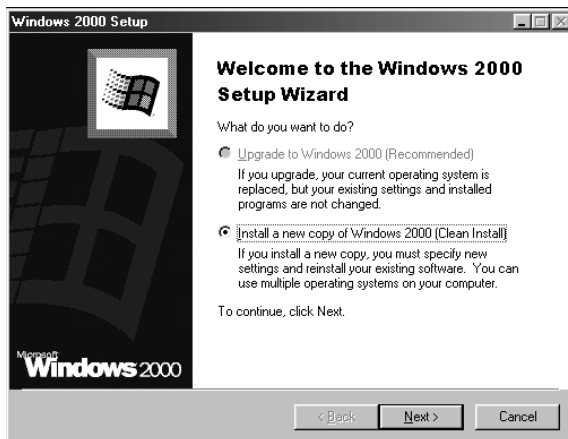 Windows 2000 Setup
Welcome to the Windows 2000
Setup Wizard
What do you want to do?
Upgrade to Windows 2000 (Recommended)
If you upgrade, your current operating system is
replaced, but your existing settings and installed
programs are not changed.
Install a new copy of Windows 2000 (Clean Install)
If you install a new copy, you must specify new
settings and reinstall your existing software. You can
use multiple operating systems on your computer.
To continue, click Next.
Microsoft
Windows 2000
< Back
Next >
Cancel